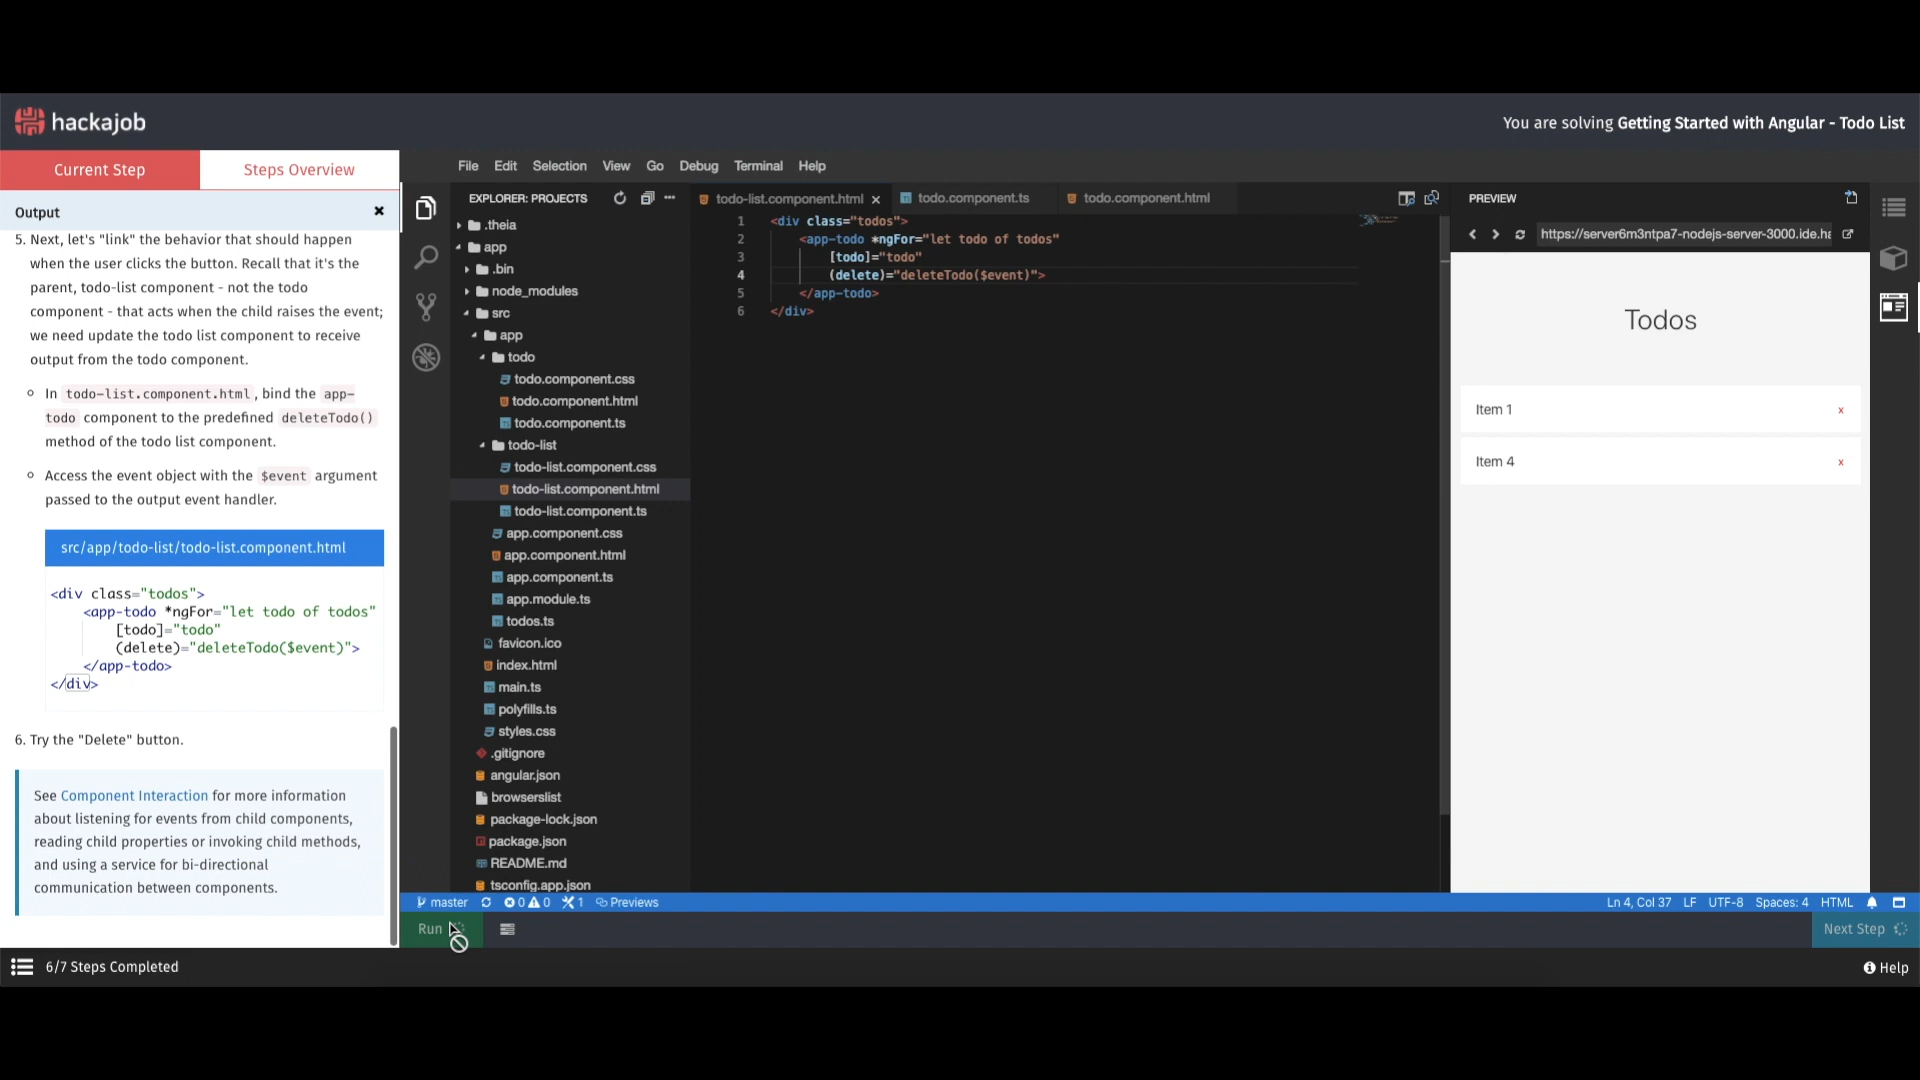 hackajob
You are solving Getting Started with Angular - Todo List
Current Step
Steps Overview
Output
5. Next, let's "link" the behavior that should happen
when the user clicks the button. Recall that it's the
parent, todo-list component - not the todo
component - that acts when the child raises the event;
we need update the todo list component to receive
output from the todo component.
In todo-list.component.html, bind the app-
todo component to the predefined deleteTodo()
method of the todo list component.
Access the event object with the $event argument
passed to the output event handler.
src/app/todo-list/todo-list.component.html
<div class="todos">
<app-todo *ngFor="let todo of todos"
[todo]="todo"
(delete)="deleteTodo($event)">
</app-todo>
</div>
6. Try the "Delete" button.
See Component Interaction for more information
about listening for events from child components,
reading child properties or invoking child methods,
and using a service for bi-directional
communication between components.
File Edit Selection View Go Debug Terminal Help
EXPLORER: PROJECTS
.theia
app
.bin
node_modules
src
app
todo
todo.component.css
todo.component.html
todo.component.ts
todo-list
todo-list.component.css
todo-list.component.html
todo-list.component.ts
app.component.css
app.component.html
app.component.ts
app.module.ts
todos.ts
favicon.ico
index.html
main.ts
polyfills.ts
styles.css
.gitignore
angular.json
browserslist
package-lock.json
package.json
README.md
tsconfig.app.json
todo-list.component.html
todo.component.ts
todo.component.html
1 <div class="todos">
2 <app-todo *ngFor="let todo of todos"
3 [todo]="todo"
4 (delete)="deleteTodo($event)">
5 </app-todo>
6 </div>
PREVIEW
https://server6m3ntpa7-nodejs-server-3000.ide.ha
Todos
Item 1 x
Item 4 x
master 0 0 1 Previews
Ln 4, Col 37 LF UTF-8 Spaces: 4 HTML
Run
Next Step
6/7 Steps Completed
Help